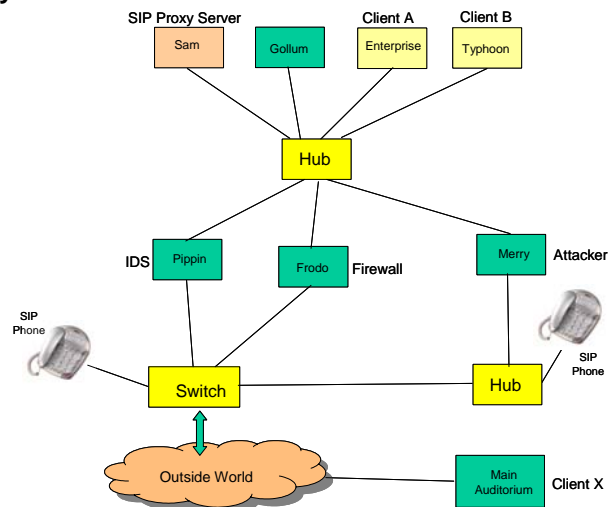 y
SIP Proxy Server
Client A
Client B
Sam
Gollum
Enterprise
Typhoon
Hub
IDS
Pippin
Frodo
Firewall
Merry
Attacker
SIP
Phone
SIP
Phone
Switch
Hub
Outside World
Main
Auditorium
Client X